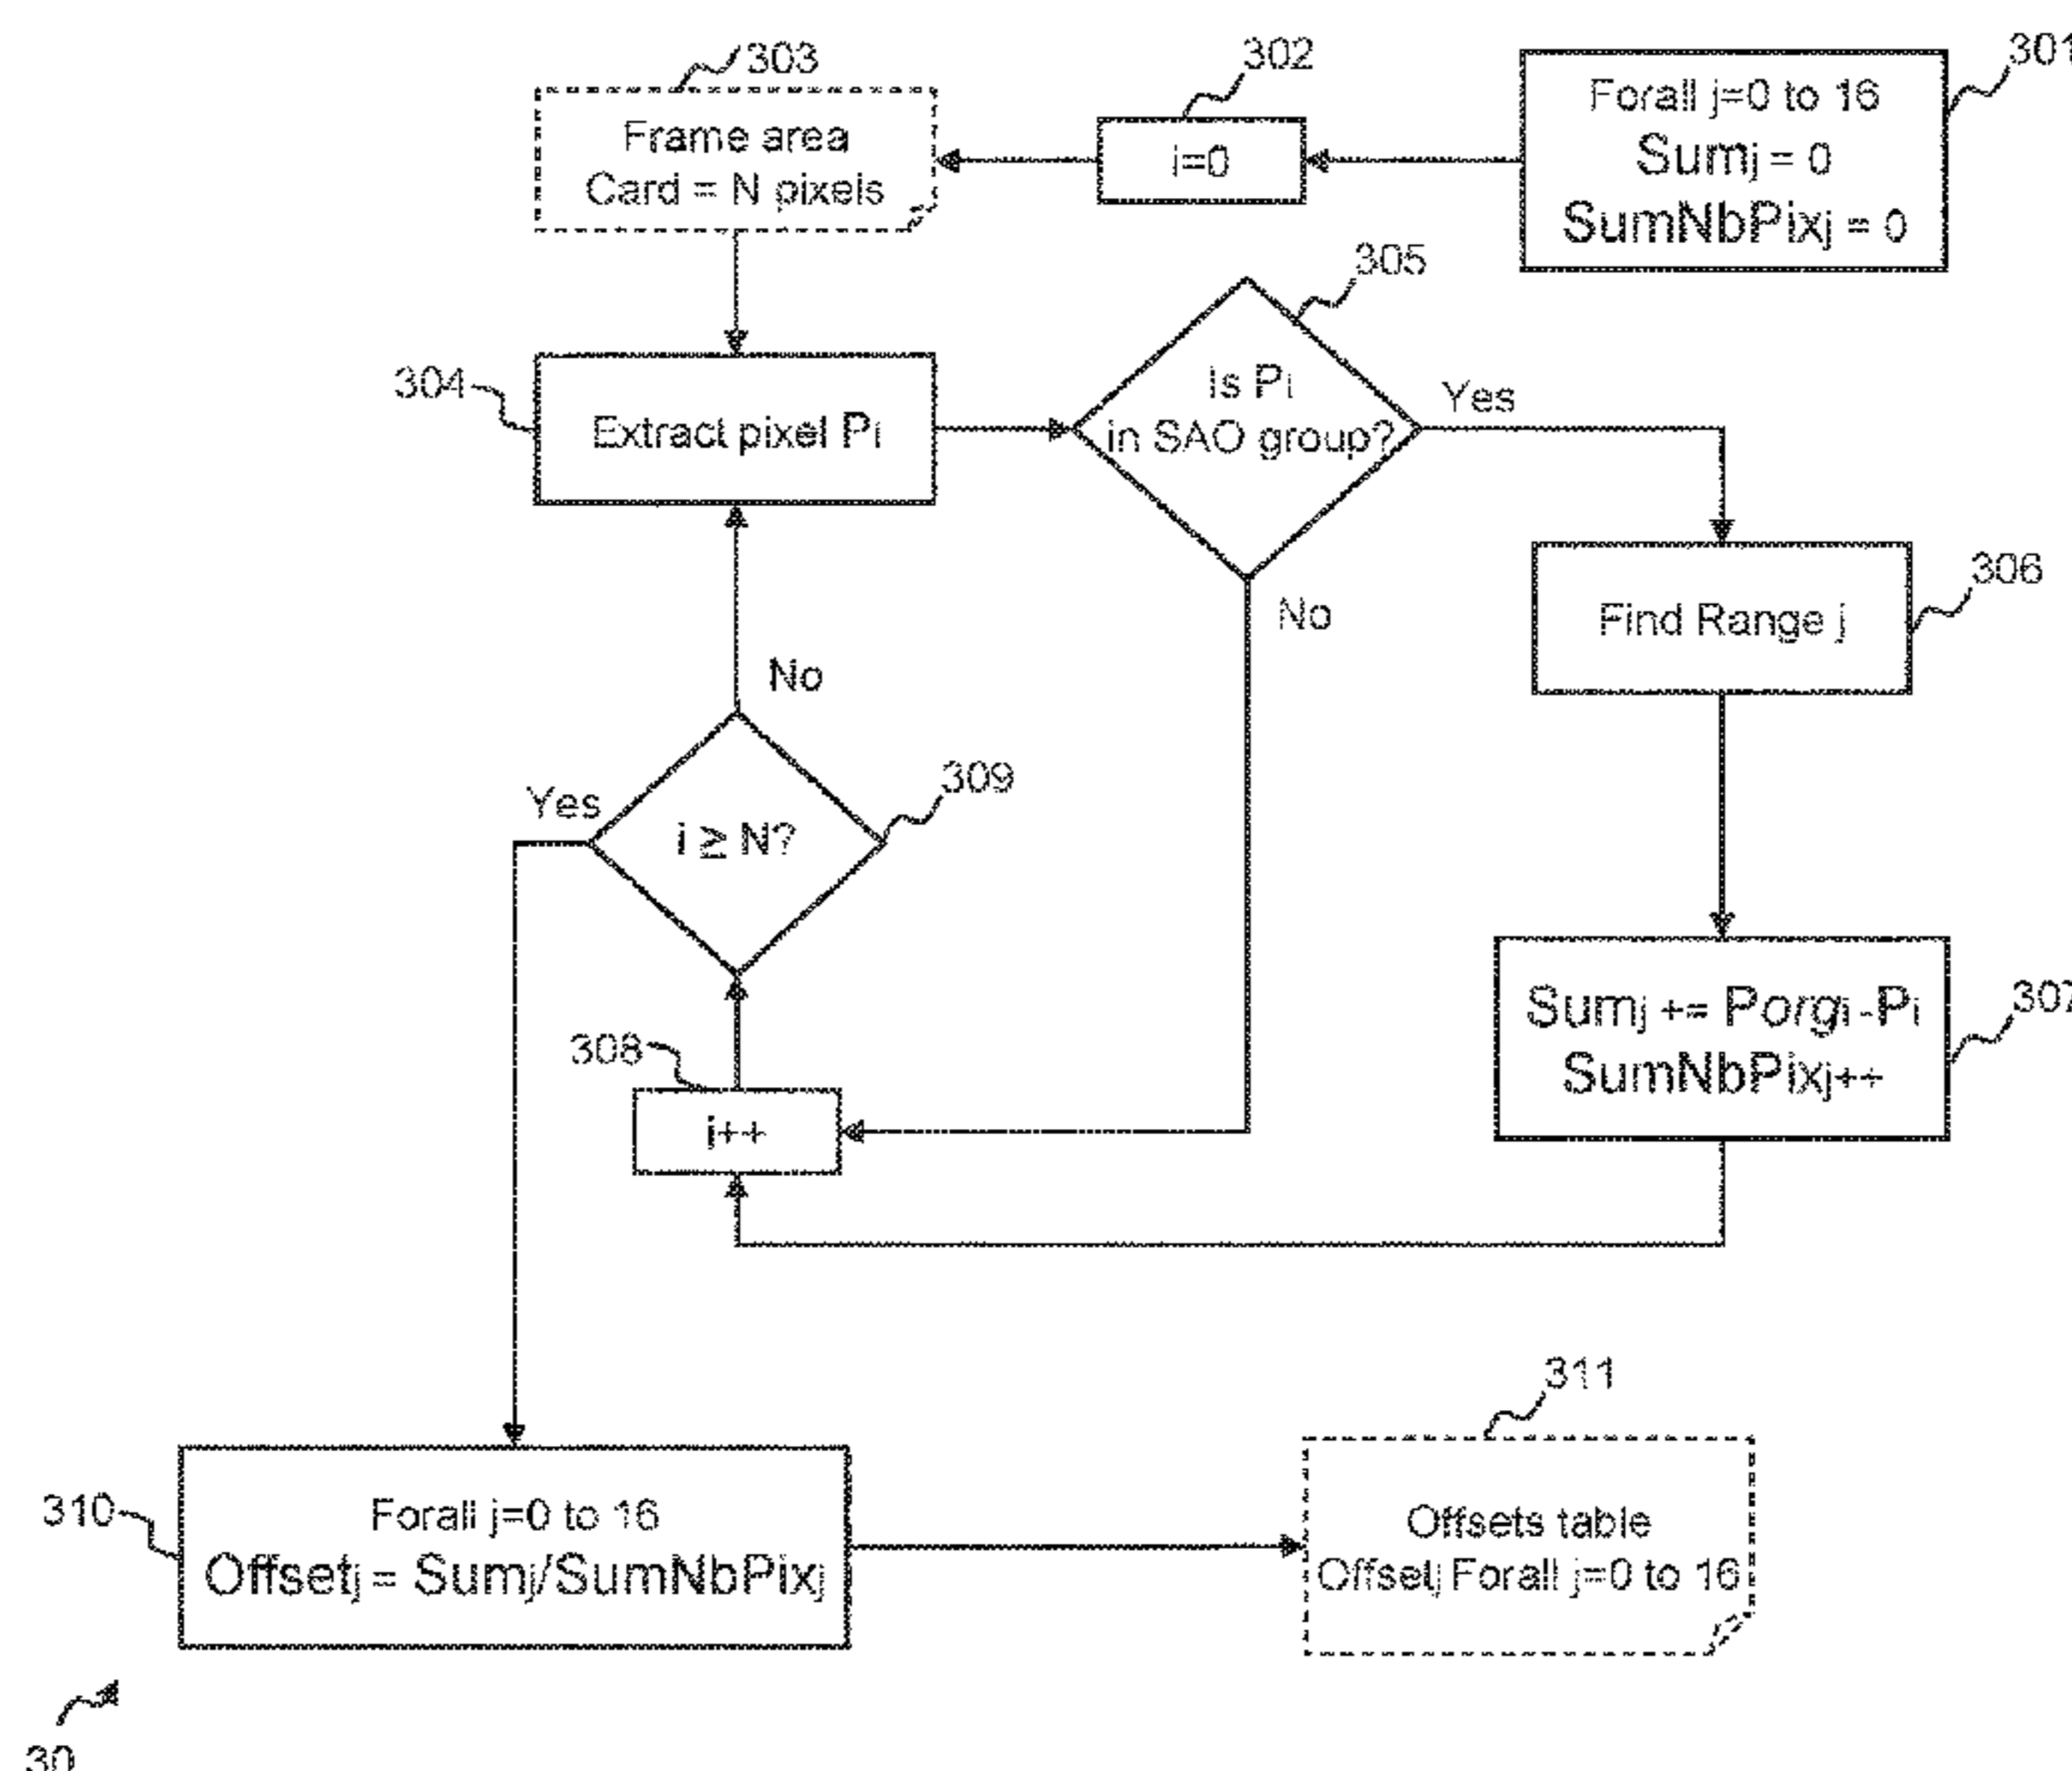 303
Frame area
Card = N pixels
302
i=0
301
Forall j=0 to 16
Sumj = 0
SumNbPixj = 0
304
Extract pixel Pi
305
Is Pi
in SAO group?
Yes
No
306
Find Range j
307
Sumj += Porgi-Pi
SumNbPixj++
308
i++
309
i ≥ N?
No
Yes
310
Forall j=0 to 16
Offsetj = Sumj/SumNbPixj
311
Offsets table
Offsetj Forall j=0 to 16
30